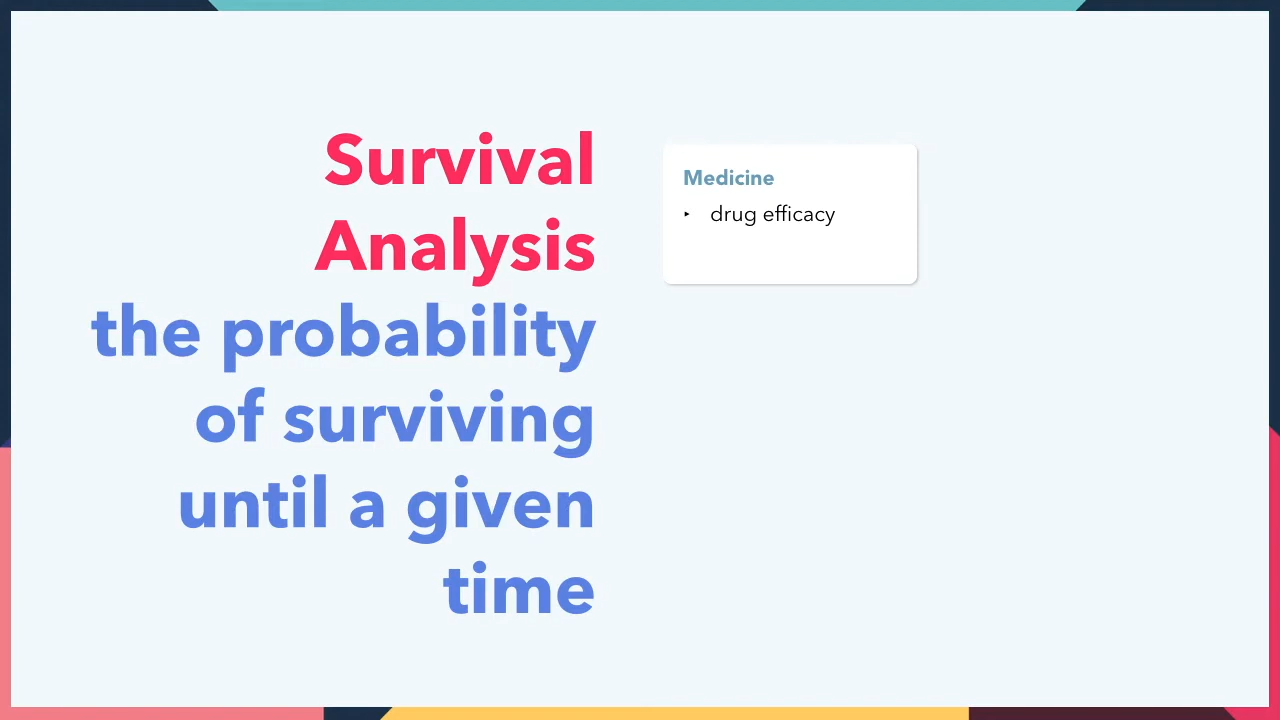 Survival
Analysis
the probability
of surviving
until a given
time
Medicine
‣ drug efficacy